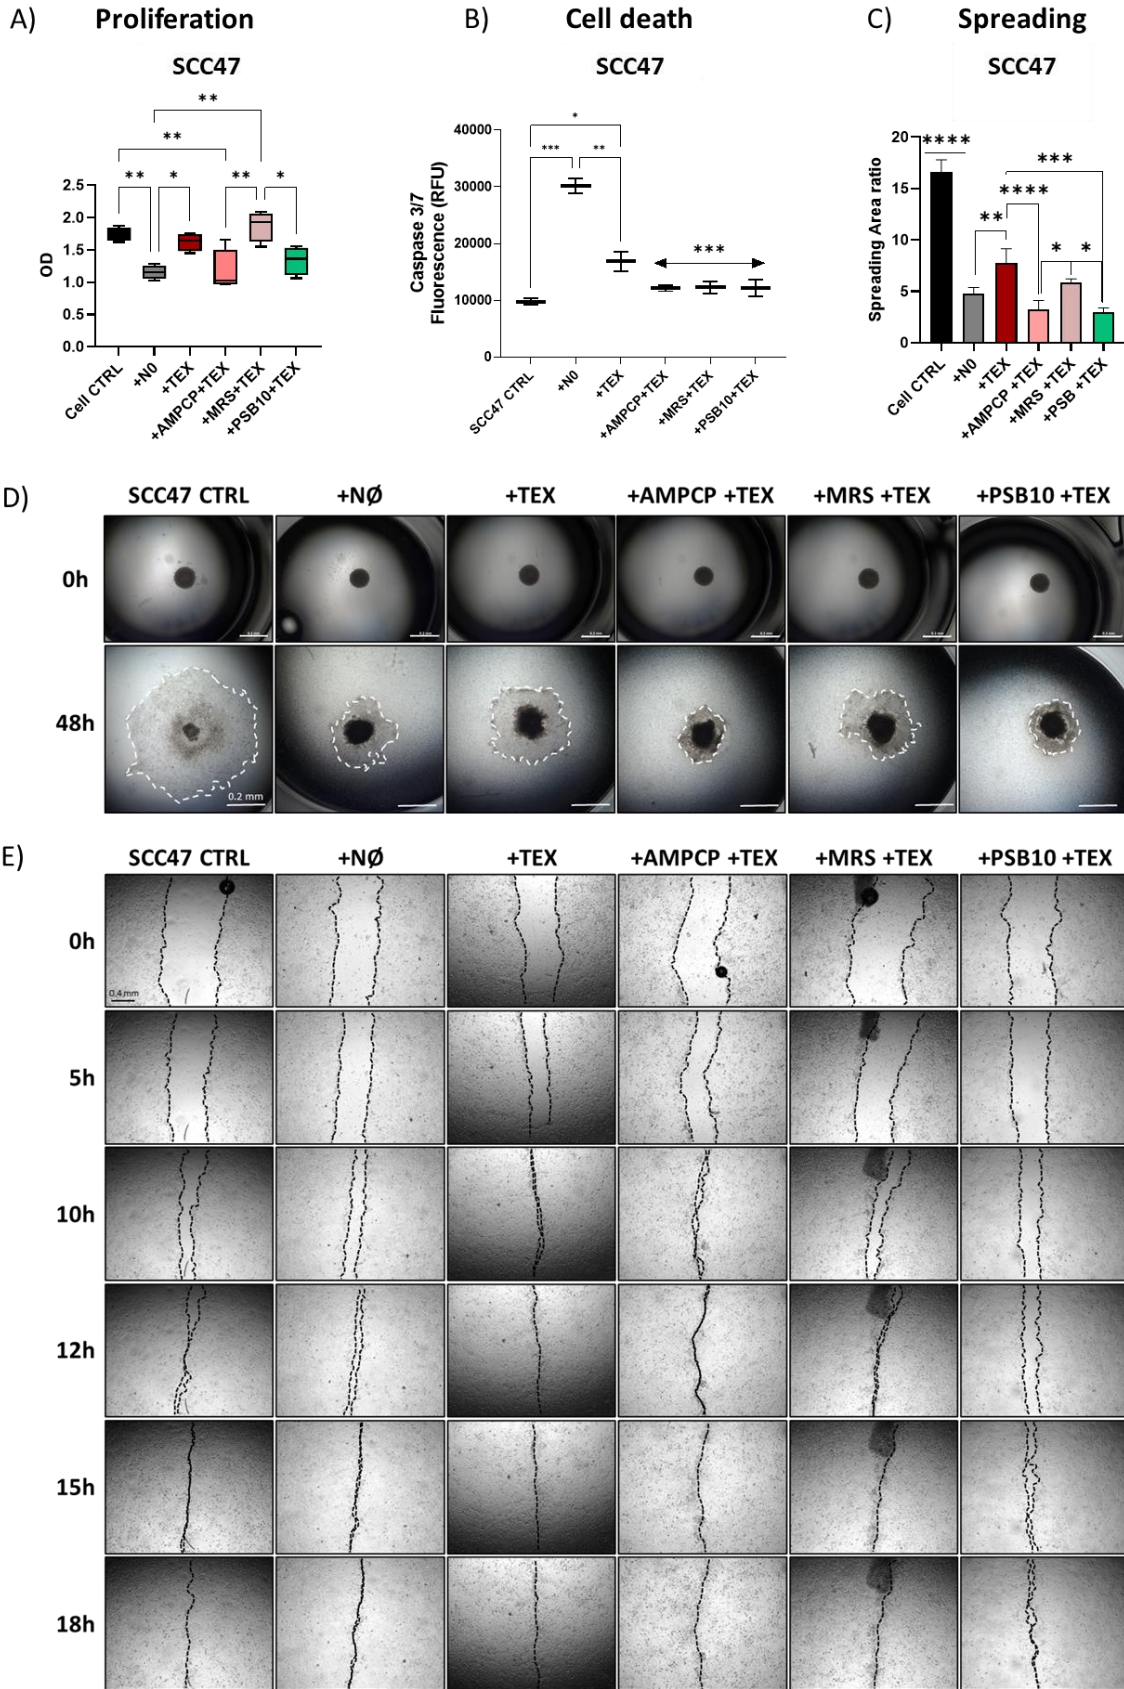 A) Proliferation
SCC47
**
**
** * ** *
2.5
2.0
1.5
1.0
0.5
0.0
OD
Cell CTRL
+N0
+TEX
+AMPCP+TEX
+MRS+TEX
+PSB10+TEX
B) Cell death
SCC47
*
*** **
***
40000
30000
20000
10000
0
Caspase 3/7
Fluorescence (RFU)
SCC47 CTRL
+N0
+TEX
+AMPCP+TEX
+MRS+TEX
+PSB10+TEX
C) Spreading
SCC47
****
***
****
**
* *
20
15
10
5
0
Spreading Area ratio
Cell CTRL
+N0
+TEX
+AMPCP +TEX
+MRS +TEX
+PSB +TEX
D) SCC47 CTRL +NØ +TEX +AMPCP +TEX +MRS +TEX +PSB10 +TEX
0h
48h
0.2 mm
E) SCC47 CTRL +NØ +TEX +AMPCP +TEX +MRS +TEX +PSB10 +TEX
0h
0.4 mm
5h
10h
12h
15h
18h